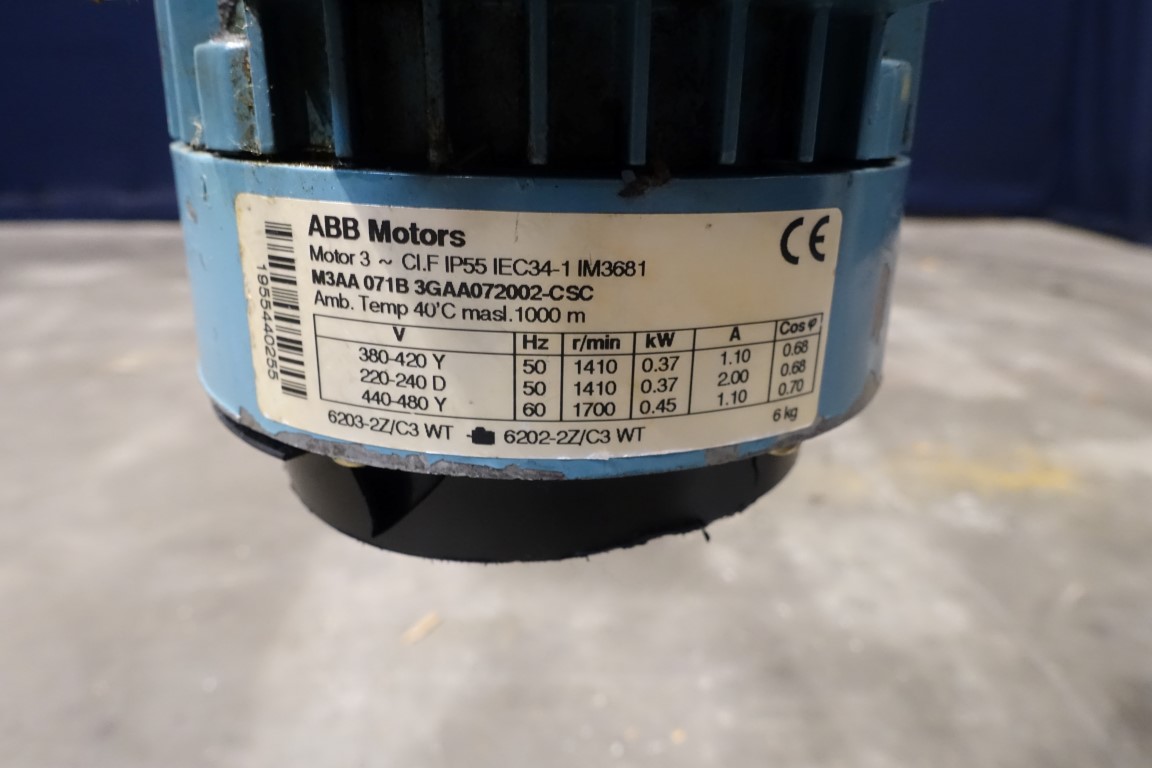 ABB Motors CE
Motor 3 ~ Cl.F IP55 IEC34-1 IM3681
M3AA 071B 3GAA072002-CSC
Amb. Temp 40'C masl.1000 m
V Hz r/min kW A Cos φ
380-420 Y 50 1410 0.37 1.10 0.68
220-240 D 50 1410 0.37 2.00 0.68
440-480 Y 60 1700 0.45 1.10 0.70
6203-2Z/C3 WT 6202-2Z/C3 WT 6 kg
1955440255